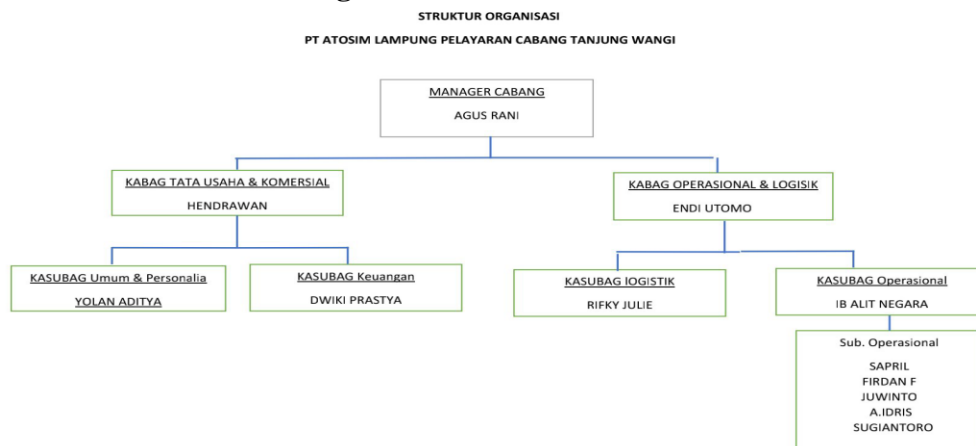 STRUKTUR ORGANISASI
PT ATOSIM LAMPUNG PELAYARAN CABANG TANJUNG WANGI
MANAGER CABANG
AGUS RANI
KABAG TATA USAHA & KOMERSIAL
HENDRAWAN
KABAG OPERASIONAL & LOGISIK
ENDI UTOMO
KASUBAG Umum & Personalia
YOLAN ADITYA
KASUBAG Keuangan
DWIKI PRASTYA
KASUBAG lOGISTIK
RIFKY JULIE
KASUBAG Operasional
IB ALIT NEGARA
Sub. Operasional
SAPRIL
FIRDAN F
JUWINTO
A.IDRIS
SUGIANTORO